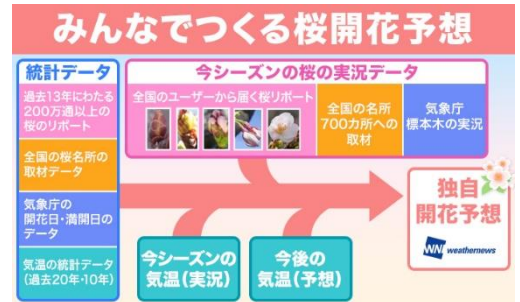 みんなでつくる桜開花予想
統計データ
過去13年にわたる
200万通以上の
桜のリポート
全国の桜名所の
取材データ
気象庁の
開花日・満開日の
データ
気温の統計データ
(過去20年・10年)
今シーズンの桜の実況データ
全国のユーザーから届く桜リポート
全国の名所
700カ所への
取材
気象庁
標本木の実況
今シーズンの
気温(実況)
今後の
気温(予想)
独自
開花予想
WNI weathernews